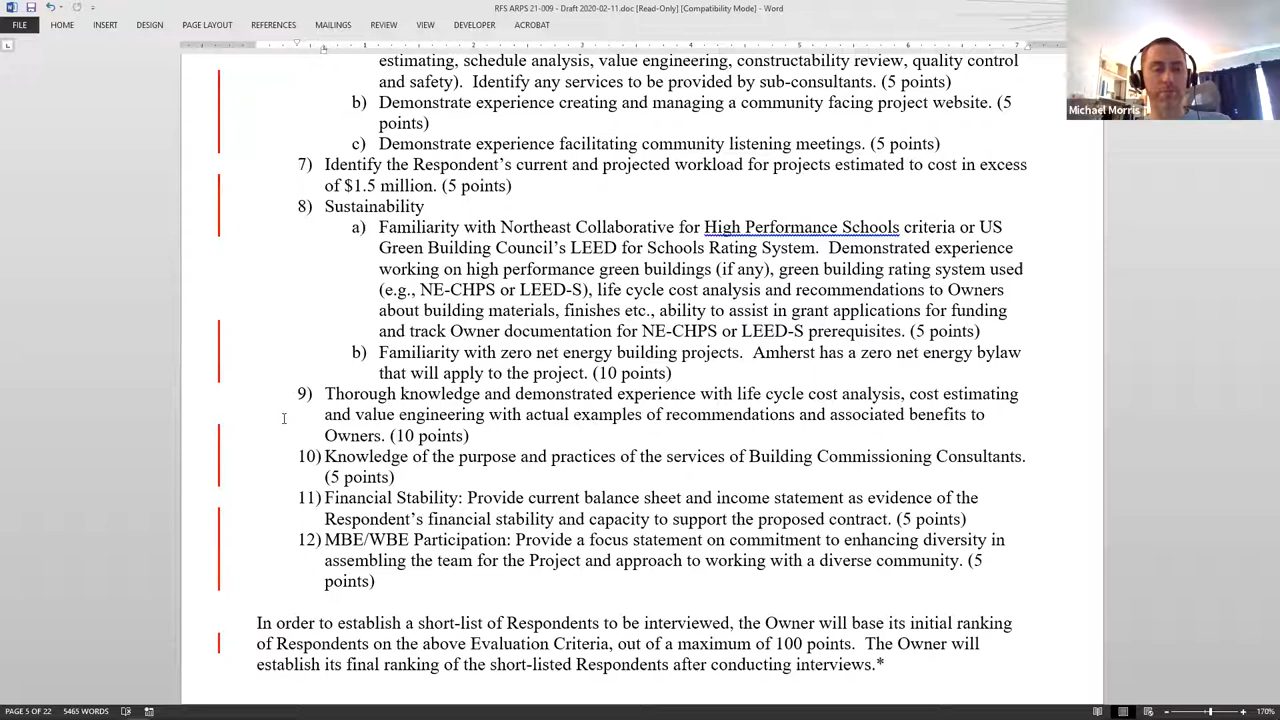 RFS ARPS 21-009 - Draft 2020-02-11.doc [Read-Only] [Compatibility Mode] - Word
FILE HOME INSERT DESIGN PAGE LAYOUT REFERENCES MAILINGS REVIEW VIEW DEVELOPER ACROBAT
1 2 3 4 5 6 7
estimating, schedule analysis, value engineering, constructability review, quality control
and safety). Identify any services to be provided by sub-consultants. (5 points)
b) Demonstrate experience creating and managing a community facing project website. (5
points)
c) Demonstrate experience facilitating community listening meetings. (5 points)
7) Identify the Respondent's current and projected workload for projects estimated to cost in excess
of $1.5 million. (5 points)
8) Sustainability
a) Familiarity with Northeast Collaborative for High Performance Schools criteria or US
Green Building Council's LEED for Schools Rating System. Demonstrated experience
working on high performance green buildings (if any), green building rating system used
(e.g., NE-CHPS or LEED-S), life cycle cost analysis and recommendations to Owners
about building materials, finishes etc., ability to assist in grant applications for funding
and track Owner documentation for NE-CHPS or LEED-S prerequisites. (5 points)
b) Familiarity with zero net energy building projects. Amherst has a zero net energy bylaw
that will apply to the project. (10 points)
9) Thorough knowledge and demonstrated experience with life cycle cost analysis, cost estimating
and value engineering with actual examples of recommendations and associated benefits to
Owners. (10 points)
10) Knowledge of the purpose and practices of the services of Building Commissioning Consultants.
(5 points)
11) Financial Stability: Provide current balance sheet and income statement as evidence of the
Respondent's financial stability and capacity to support the proposed contract. (5 points)
12) MBE/WBE Participation: Provide a focus statement on commitment to enhancing diversity in
assembling the team for the Project and approach to working with a diverse community. (5
points)
In order to establish a short-list of Respondents to be interviewed, the Owner will base its initial ranking
of Respondents on the above Evaluation Criteria, out of a maximum of 100 points. The Owner will
establish its final ranking of the short-listed Respondents after conducting interviews.*
Michael Morris
PAGE 5 OF 22 5465 WORDS
170%